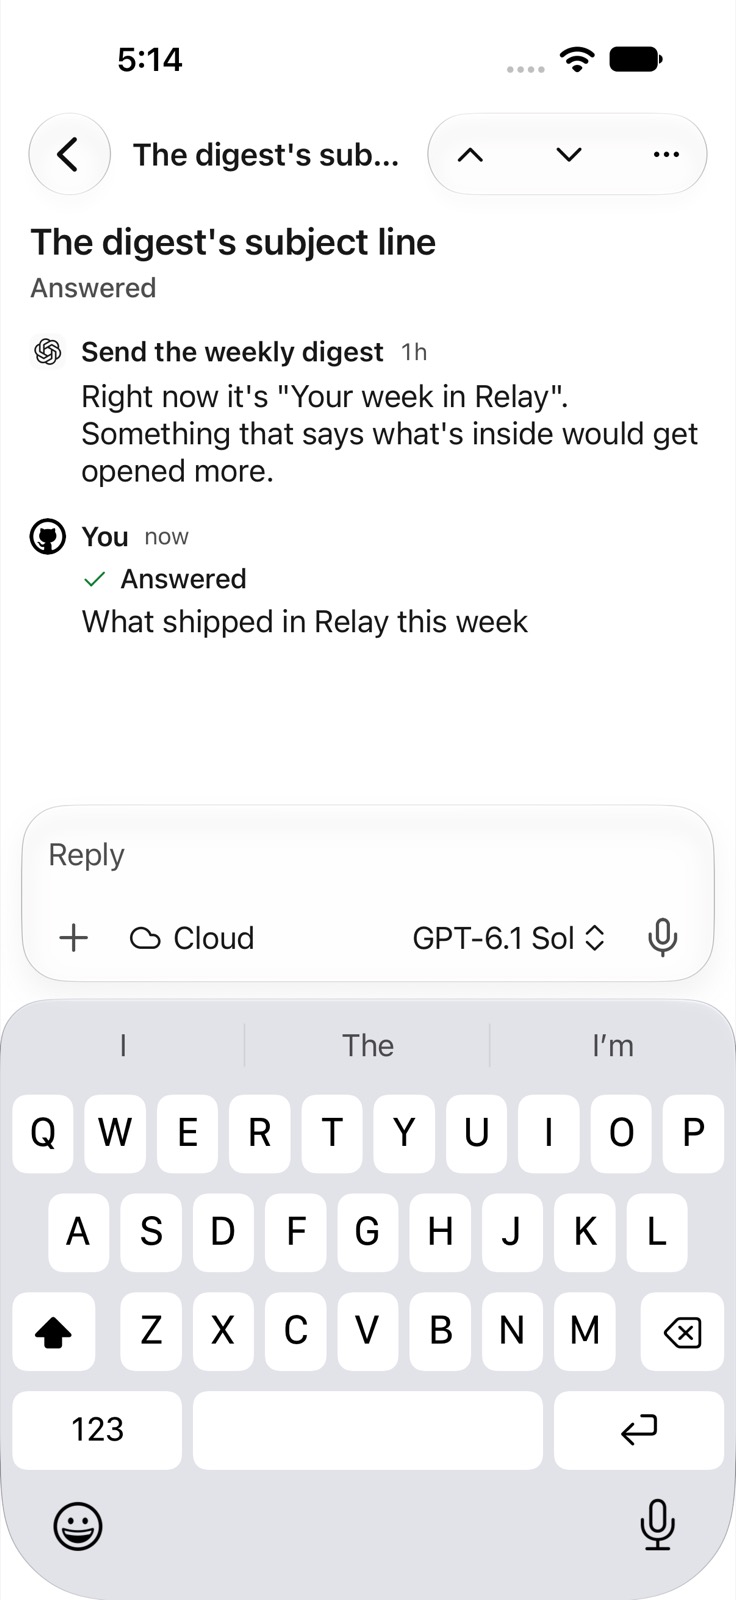 5:14
The digest's sub...
The digest's subject line
Answered
Send the weekly digest 1h
Right now it's "Your week in Relay".
Something that says what's inside would get
opened more.
You now
Answered
What shipped in Relay this week
Reply
Cloud GPT-6.1 Sol
I The I’m
Q W E R T Y U I O P
A S D F G H J K L
Z X C V B N M
123